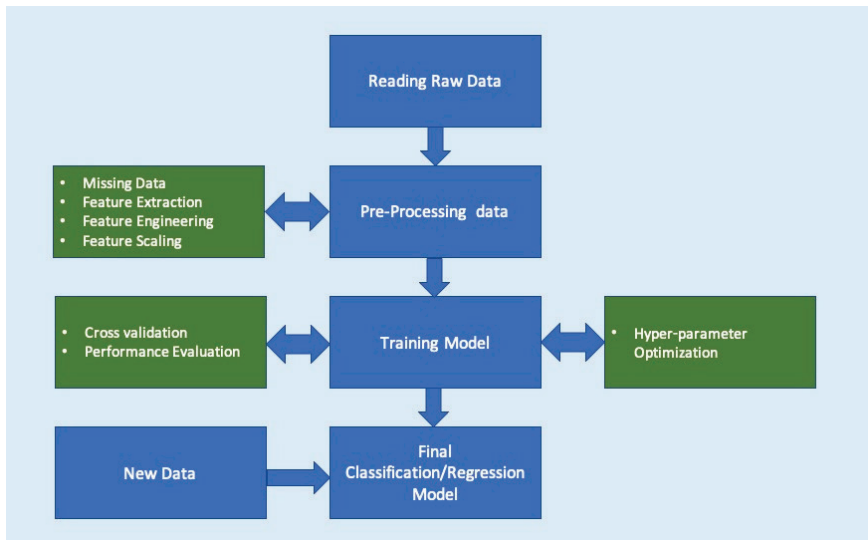 Reading Raw Data
• Missing Data
• Feature Extraction
• Feature Engineering
• Feature Scaling
Pre-Processing data
• Cross validation
• Performance Evaluation
Training Model
• Hyper-parameter
Optimization
New Data
Final
Classification/Regression
Model